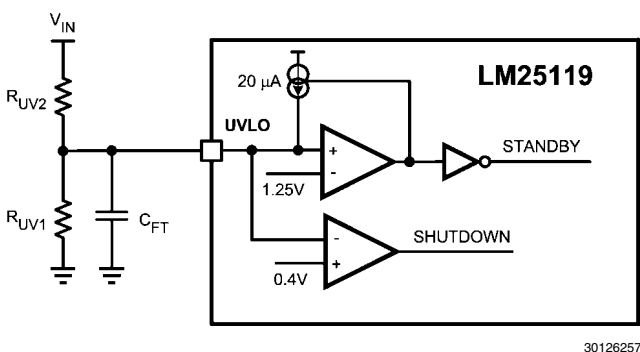 VIN
LM25119
20 µA
RUV2
UVLO
STANDBY
+
-
1.25V
RUV1
CFT
-
+
SHUTDOWN
0.4V
30126257